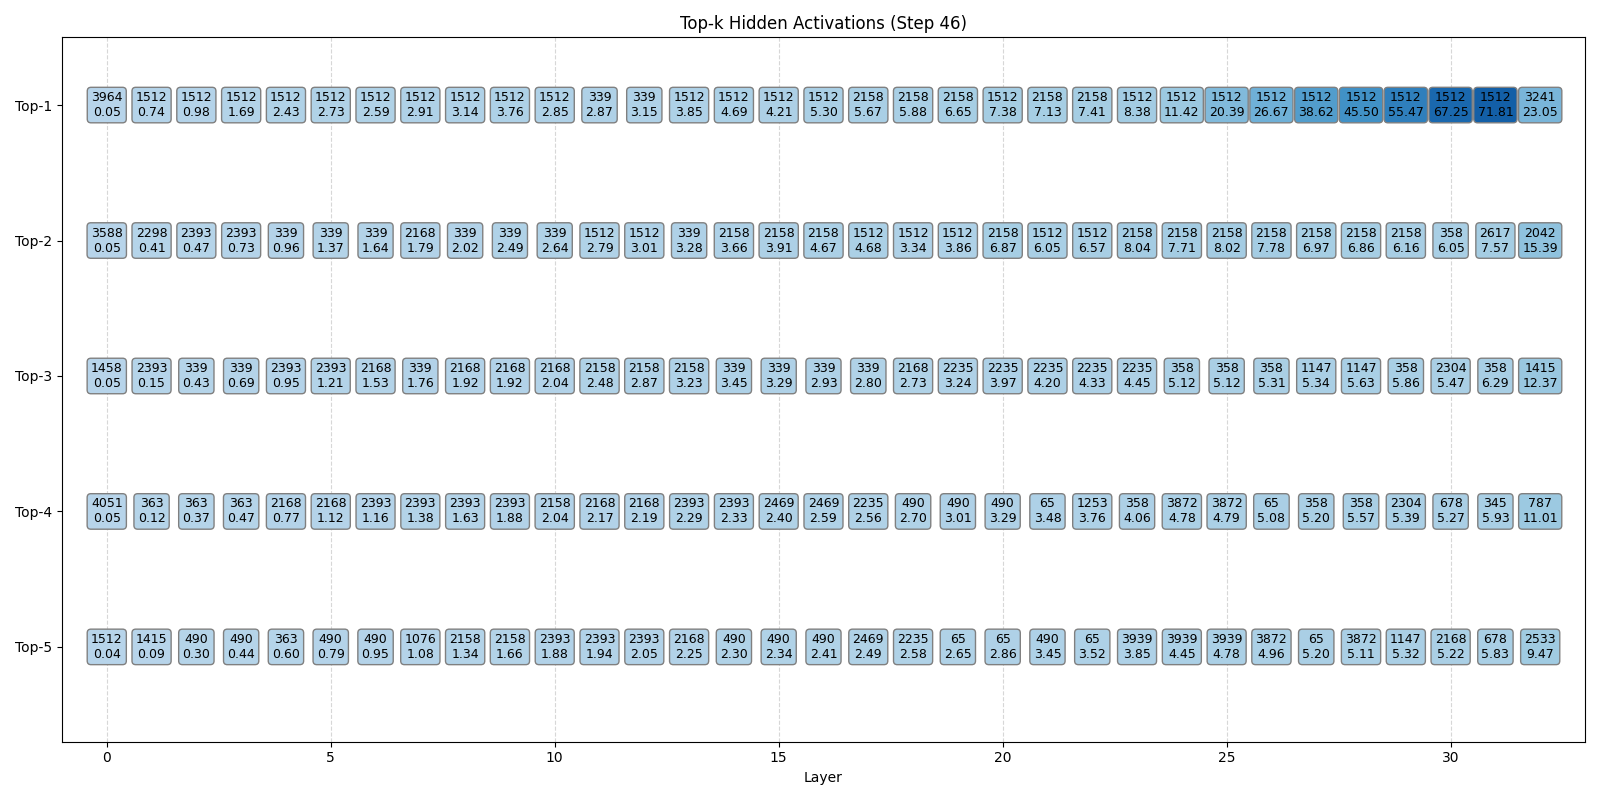 Top-k Hidden Activations (Step 46)
Top-1
3964 1512 1512 1512 1512 1512 1512 1512 1512 1512 1512 339 339 1512 1512 1512 1512 2158 2158 2158 1512 2158 2158 1512 1512 1512 1512 1512 1512 1512 1512 1512 3241
0.05 0.74 0.98 1.69 2.43 2.73 2.59 2.91 3.14 3.76 2.85 2.87 3.15 3.85 4.69 4.21 5.30 5.67 5.88 6.65 7.38 7.13 7.41 8.38 11.42 20.39 26.67 38.62 45.50 55.47 67.25 71.81 23.05
Top-2
3588 2298 2393 2393 339 339 339 2168 339 339 339 1512 1512 339 2158 2158 2158 1512 1512 1512 2158 1512 1512 2158 2158 2158 2158 2158 2158 2158 358 2617 2042
0.05 0.41 0.47 0.73 0.96 1.37 1.64 1.79 2.02 2.49 2.64 2.79 3.01 3.28 3.66 3.91 4.67 4.68 3.34 3.86 6.87 6.05 6.57 8.04 7.71 8.02 7.78 6.97 6.86 6.16 6.05 7.57 15.39
Top-3
1458 2393 339 339 2393 2393 2168 339 2168 2168 2168 2158 2158 2158 339 339 339 339 2168 2235 2235 2235 2235 2235 358 358 358 1147 1147 358 2304 358 1415
0.05 0.15 0.43 0.69 0.95 1.21 1.53 1.76 1.92 1.92 2.04 2.48 2.87 3.23 3.45 3.29 2.93 2.80 2.73 3.24 3.97 4.20 4.33 4.45 5.12 5.12 5.31 5.34 5.63 5.86 5.47 6.29 12.37
Top-4
4051 363 363 363 2168 2168 2393 2393 2393 2393 2158 2168 2168 2393 2393 2469 2469 2235 490 490 490 65 1253 358 3872 3872 65 358 358 2304 678 345 787
0.05 0.12 0.37 0.47 0.77 1.12 1.16 1.38 1.63 1.88 2.04 2.17 2.19 2.29 2.33 2.40 2.59 2.56 2.70 3.01 3.29 3.48 3.76 4.06 4.78 4.79 5.08 5.20 5.57 5.39 5.27 5.93 11.01
Top-5
1512 1415 490 490 363 490 490 1076 2158 2158 2393 2393 2393 2168 490 490 490 2469 2235 65 65 490 65 3939 3939 3939 3872 65 3872 1147 2168 678 2533
0.04 0.09 0.30 0.44 0.60 0.79 0.95 1.08 1.34 1.66 1.88 1.94 2.05 2.25 2.30 2.34 2.41 2.49 2.58 2.65 2.86 3.45 3.52 3.85 4.45 4.78 4.96 5.20 5.11 5.32 5.22 5.83 9.47
0 5 10 15 20 25 30
Layer